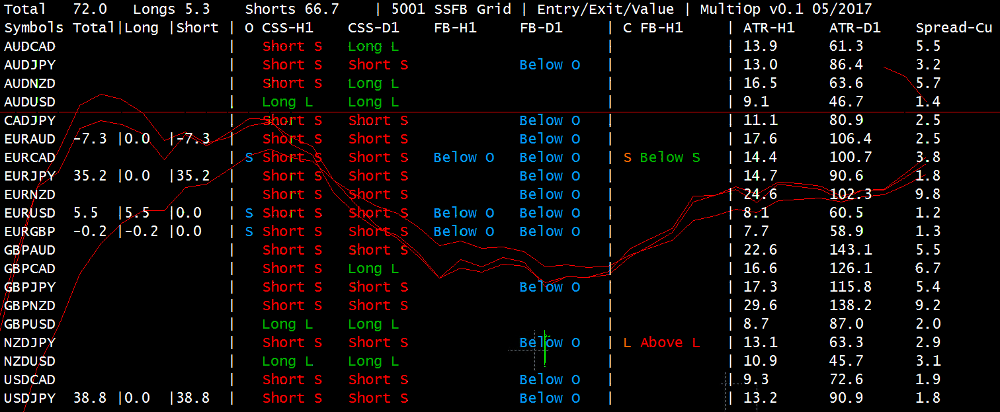 Total 72.0 Longs 5.3 Shorts 66.7 | 5001 SSFB Grid | Entry/Exit/Value | MultiOp v0.1 05/2017
Symbols Total|Long |Short | O CSS-H1 CSS-D1 FB-H1 FB-D1 | C FB-H1 | ATR-H1 ATR-D1 Spread-Cu
AUDCAD | Short S Long L | | 13.9 61.3 5.5
AUDJPY | Short S Short S Below O | | 13.0 86.4 3.2
AUDNZD | Short S Long L | | 16.5 63.6 5.7
AUDUSD | Long L Long L | | 9.1 46.7 1.4
CADJPY | Short S Short S Below O | | 11.1 80.9 2.5
EURAUD -7.3 |0.0 |-7.3 | Short S Short S Below O | | 17.6 106.4 2.5
EURCAD | S Short S Short S Below O Below O | S Below S | 14.4 100.7 3.8
EURJPY 35.2 |0.0 |35.2 | Short S Short S Below O | | 14.7 90.6 1.8
EURNZD | Short S Short S Below O | | 24.6 102.3 9.8
EURUSD 5.5 |5.5 |0.0 | S Short S Short S Below O Below O | | 8.1 60.5 1.2
EURGBP -0.2 |-0.2 |0.0 | S Short S Short S Below O Below O | | 7.7 58.9 1.3
GBPAUD | Short S Short S | | 22.6 143.1 5.5
GBPCAD | Short S Long L | | 16.6 126.1 6.7
GBPJPY | Short S Short S Below O | | 17.3 115.8 5.4
GBPNZD | Short S Short S | | 29.6 138.2 9.2
GBPUSD | Long L Long L | | 8.7 87.0 2.0
NZDJPY | Short S Short S Below O | L Above L | 13.1 63.3 2.9
NZDUSD | Long L Long L | | 10.9 45.7 3.1
USDCAD | Short S Short S Below O | | 9.3 72.6 1.9
USDJPY 38.8 |0.0 |38.8 | Short S Short S Below O | | 13.2 90.9 1.8